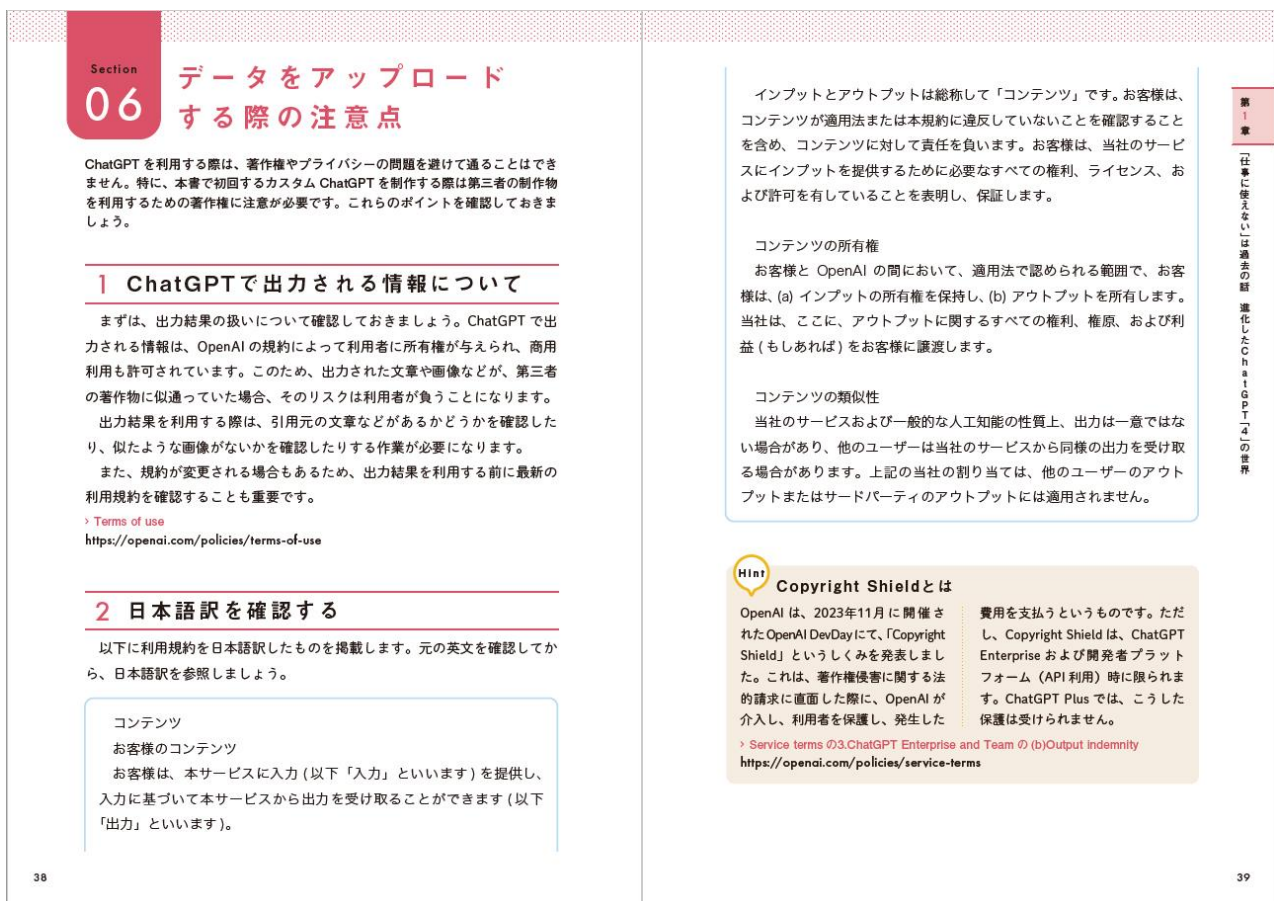 Section
06
データをアップロード
する際の注意点
ChatGPT を利用する際は、著作権やプライバシーの問題を避けて通ることはでき
ません。特に、本書で初回するカスタム ChatGPT を制作する際は第三者の制作物
を利用するための著作権に注意が必要です。これらのポイントを確認しておきま
しょう。
1 ChatGPTで出力される情報について
まずは、出力結果の扱いについて確認しておきましょう。ChatGPT で出
力される情報は、OpenAI の規約によって利用者に所有権が与えられ、商用
利用も許可されています。このため、出力された文章や画像などが、第三者
の著作物に似通っていた場合、そのリスクは利用者が負うことになります。
出力結果を利用する際は、引用元の文章などがあるかどうかを確認した
り、似たような画像がないかを確認したりする作業が必要になります。
また、規約が変更される場合もあるため、出力結果を利用する前に最新の
利用規約を確認することも重要です。
› Terms of use
https://openai.com/policies/terms-of-use
2 日本語訳を確認する
以下に利用規約を日本語訳したものを掲載します。元の英文を確認してか
ら、日本語訳を参照しましょう。
コンテンツ
お客様のコンテンツ
お客様は、本サービスに入力 (以下「入力」といいます) を提供し、
入力に基づいて本サービスから出力を受け取ることができます (以下
「出力」といいます)。
38
インプットとアウトプットは総称して「コンテンツ」です。お客様は、
コンテンツが適用法または本規約に違反していないことを確認すること
を含め、コンテンツに対して責任を負います。お客様は、当社のサービ
スにインプットを提供するために必要なすべての権利、ライセンス、お
よび許可を有していることを表明し、保証します。
コンテンツの所有権
お客様と OpenAI の間において、適用法で認められる範囲で、お客
様は、(a) インプットの所有権を保持し、(b) アウトプットを所有します。
当社は、ここに、アウトプットに関するすべての権利、権原、および利
益 (もしあれば) をお客様に譲渡します。
コンテンツの類似性
当社のサービスおよび一般的な人工知能の性質上、出力は一意ではな
い場合があり、他のユーザーは当社のサービスから同様の出力を受け取
る場合があります。上記の当社の割り当ては、他のユーザーのアウト
プットまたはサードパーティのアウトプットには適用されません。
Hint
Copyright Shieldとは
OpenAI は、2023年11月に開催さ
れたOpenAI DevDayにて、「Copyright
Shield」というしくみを発表しまし
た。これは、著作権侵害に関する法
的請求に直面した際に、OpenAI が
介入し、利用者を保護し、発生した
費用を支払うというものです。ただ
し、Copyright Shield は、ChatGPT
Enterprise および開発者プラット
フォーム（API 利用）時に限られま
す。ChatGPT Plus では、こうした
保護は受けられません。
› Service terms の3.ChatGPT Enterprise and Team の (b)Output indemnity
https://openai.com/policies/service-terms
第1章
「仕事に使えない」は過去の話 進化したChatGPT「4」の世界
39